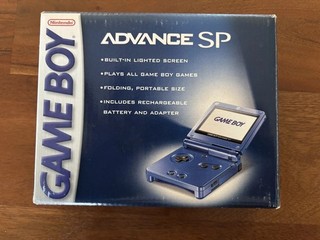 Nintendo
GAME BOY
ADVANCE SP
•BUILT-IN LIGHTED SCREEN
•PLAYS ALL GAME BOY GAMES
•FOLDING, PORTABLE SIZE
•INCLUDES RECHARGEABLE
BATTERY AND ADAPTER
GAME BOY